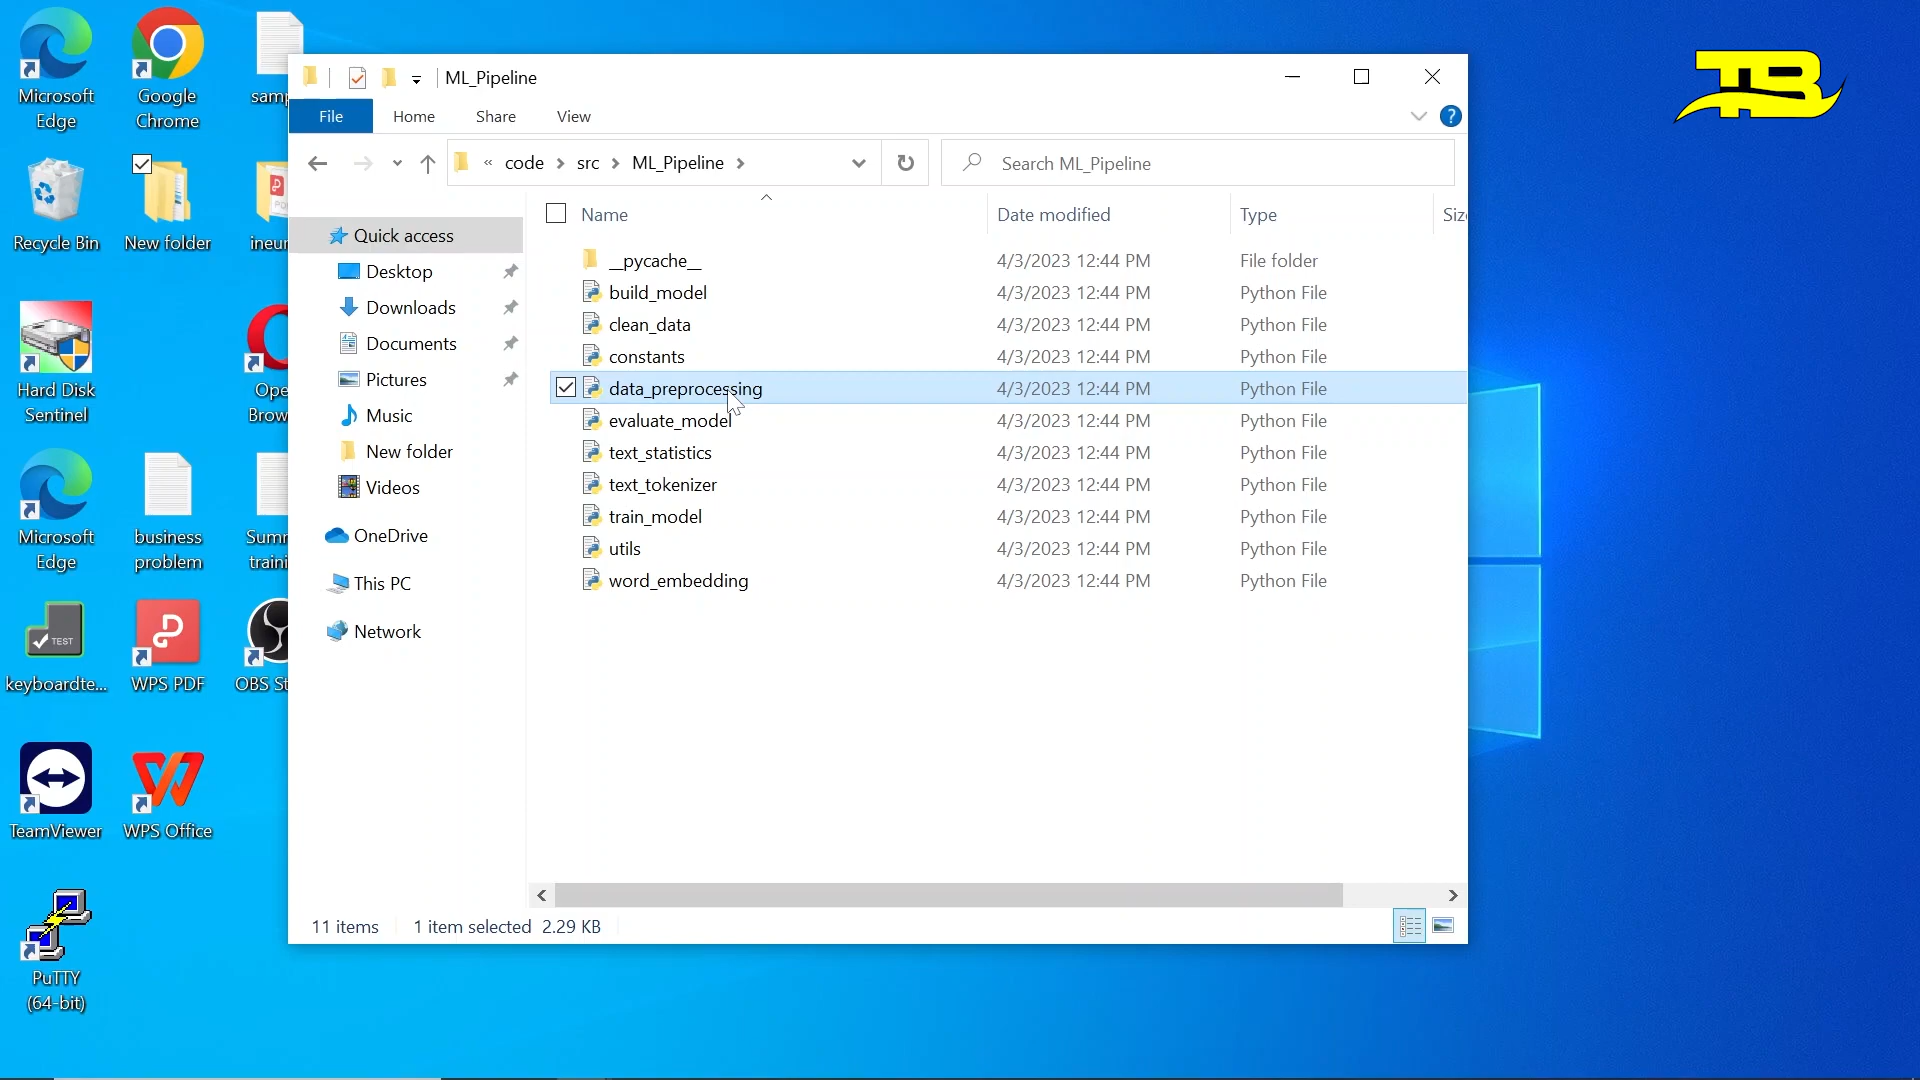 Microsoft
Edge
Google
Chrome
samp
Recycle Bin
New folder
ineur
Hard Disk
Sentinel
Ope
Brow
Microsoft
Edge
business
problem
Sum
traini
TEST
keyboardte...
WPS PDF
OBS St
TeamViewer
WPS Office
PuTTY
(64-bit)
ML_Pipeline
File
Home
Share
View
?
« code > src > ML_Pipeline >
Search ML_Pipeline
Quick access
Desktop
Downloads
Documents
Pictures
Music
New folder
Videos
OneDrive
This PC
Network
Name Date modified Type Siz
__pycache__ 4/3/2023 12:44 PM File folder
build_model 4/3/2023 12:44 PM Python File
clean_data 4/3/2023 12:44 PM Python File
constants 4/3/2023 12:44 PM Python File
data_preprocessing 4/3/2023 12:44 PM Python File
evaluate_model 4/3/2023 12:44 PM Python File
text_statistics 4/3/2023 12:44 PM Python File
text_tokenizer 4/3/2023 12:44 PM Python File
train_model 4/3/2023 12:44 PM Python File
utils 4/3/2023 12:44 PM Python File
word_embedding 4/3/2023 12:44 PM Python File
11 items 1 item selected 2.29 KB
TB